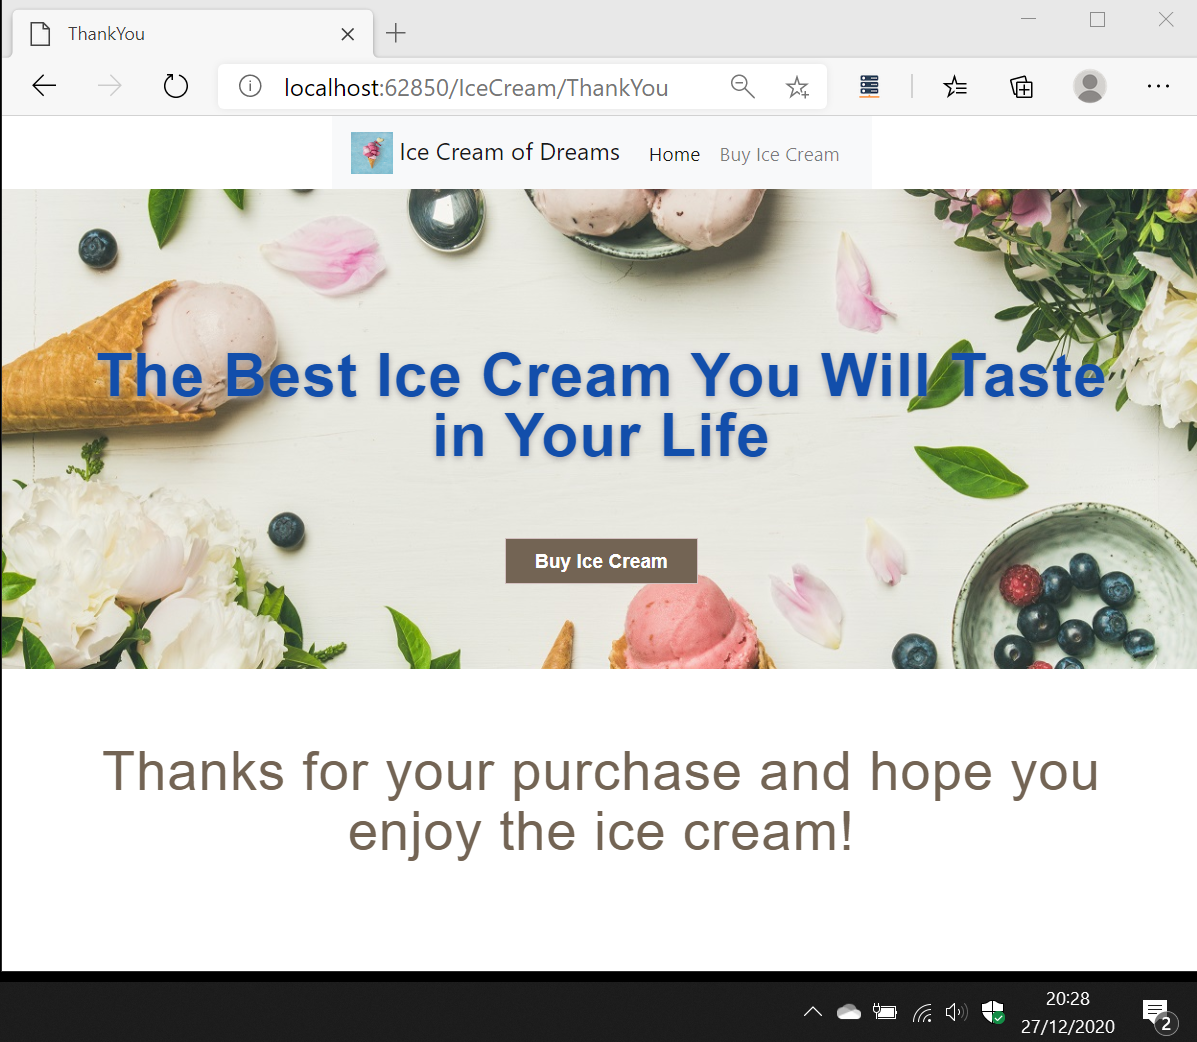 ThankYou
localhost:62850/IceCream/ThankYou
Ice Cream of Dreams Home Buy Ice Cream
The Best Ice Cream You Will Taste
in Your Life
Buy Ice Cream
Thanks for your purchase and hope you
enjoy the ice cream!
20:28
27/12/2020
2